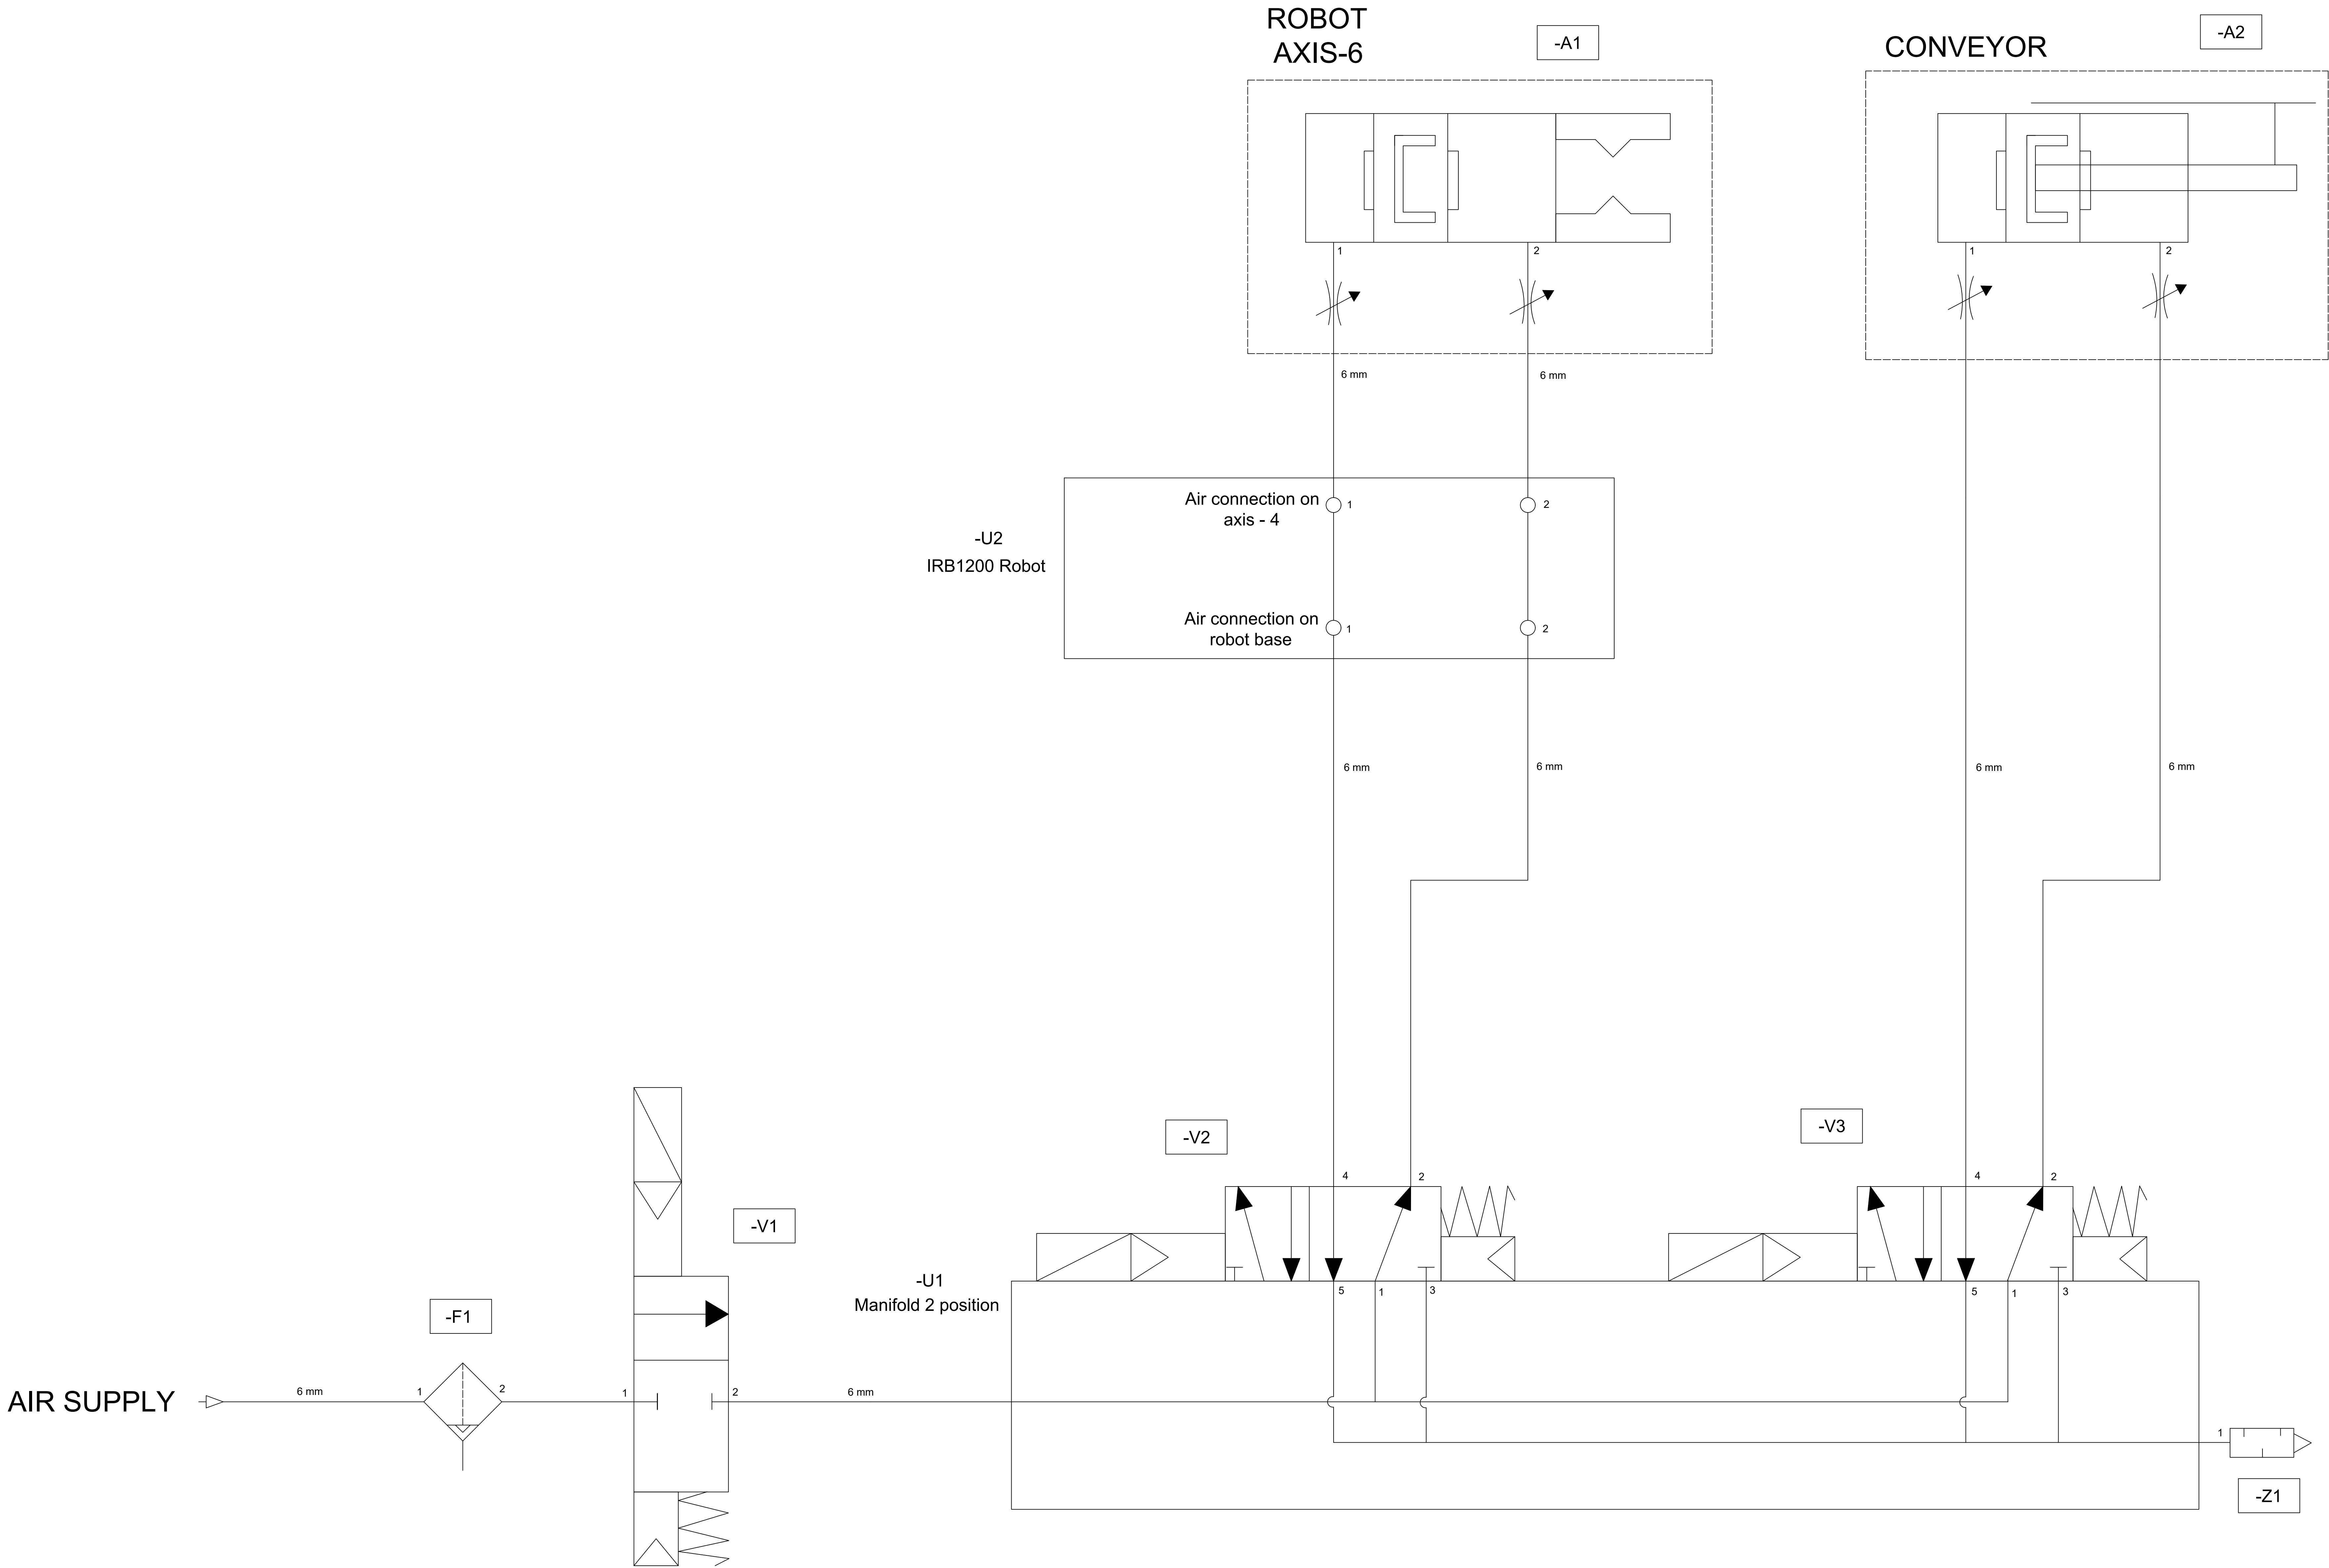 ROBOT
AXIS-6
-A1
CONVEYOR
-A2
1
2
1
2
6 mm
6 mm
Air connection on
axis - 4
1
2
-U2
IRB1200 Robot
Air connection on
robot base
1
2
6 mm
6 mm
6 mm
6 mm
-V2
-V3
4
2
4
2
-V1
-U1
Manifold 2 position
5
1
3
5
1
3
-F1
AIR SUPPLY
6 mm
1
2
1
2
6 mm
1
-Z1